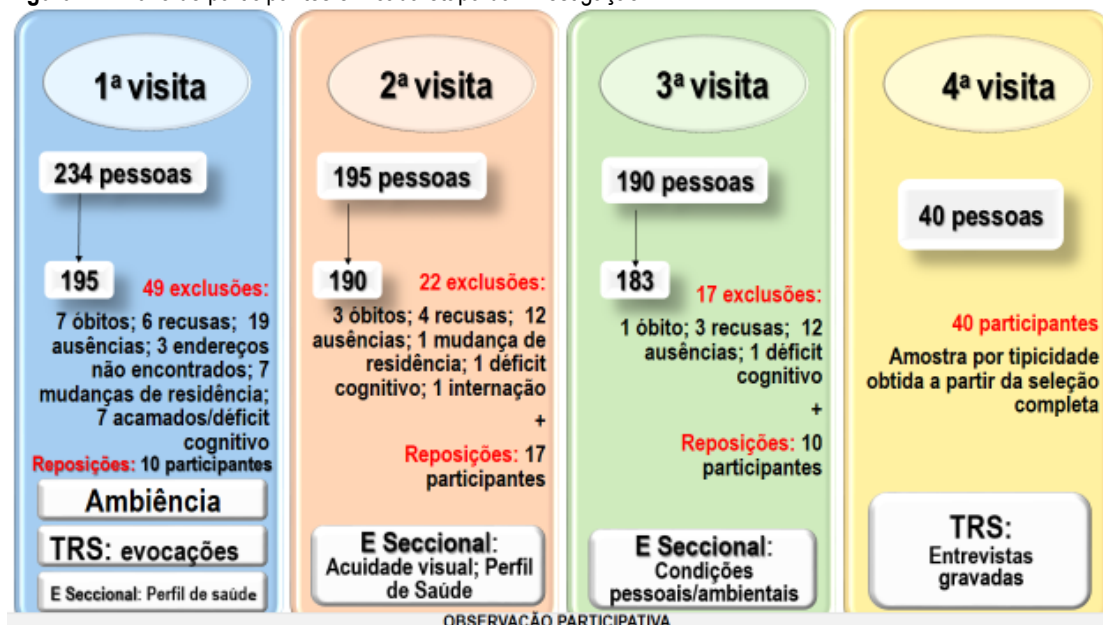 1ª visita
234 pessoas
195
49 exclusões:
7 óbitos; 6 recusas; 19
ausências; 3 endereços
não encontrados; 7
mudanças de residência;
7 acamados/déficit
cognitivo
Reposições: 10 participantes
Ambiência
TRS: evocações
E Seccional: Perfil de saúde
2ª visita
195 pessoas
190
22 exclusões:
3 óbitos; 4 recusas; 12
ausências; 1 mudança de
residência; 1 déficit
cognitivo; 1 internação
+
Reposições: 17
participantes
E Seccional:
Acuidade visual; Perfil
de Saúde
3ª visita
190 pessoas
183
17 exclusões:
1 óbito; 3 recusas; 12
ausências; 1 déficit
cognitivo
+
Reposições: 10
participantes
E Seccional:
Condições
pessoais/ambientais
4ª visita
40 pessoas
40 participantes
Amostra por tipicidade
obtida a partir da seleção
completa
TRS:
Entrevistas
gravadas
OBSERVAÇÃO PARTICIPATIVA